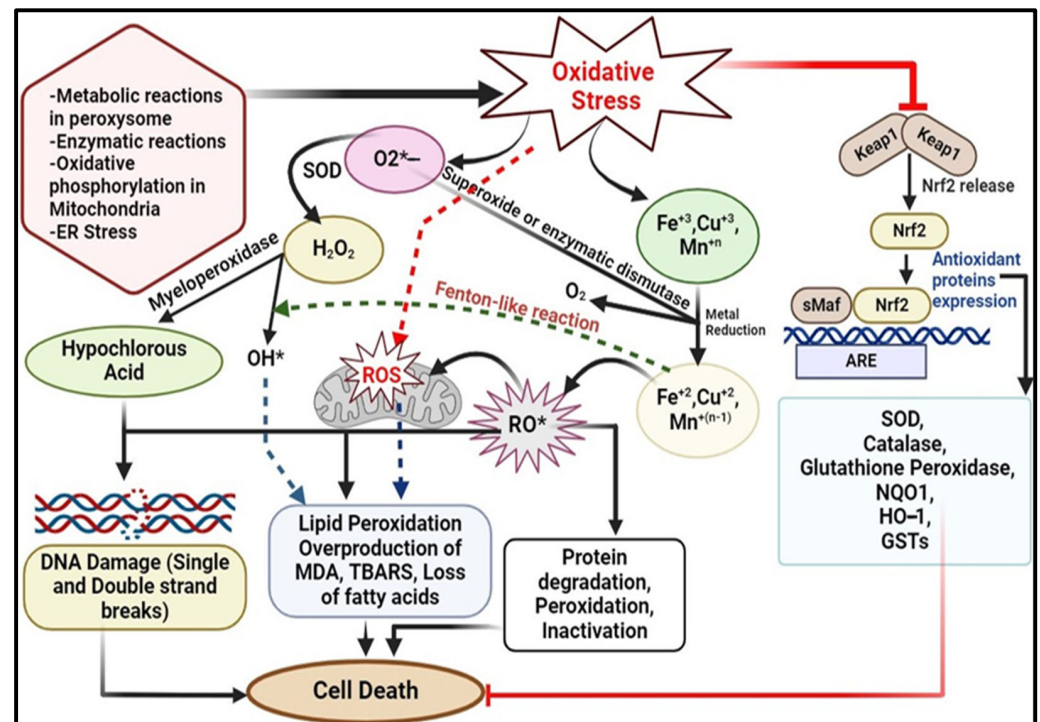 -Metabolic reactions
in peroxysome
-Enzymatic reactions
-Oxidative
phosphorylation in
Mitochondria
-ER Stress
Oxidative
Stress
O2*–
SOD
H₂O₂
Myeloperoxidase
Superoxide or enzymatic dismutase
Fe⁺³,Cu⁺³,
Mn⁺ⁿ
Keap1
Keap1
Nrf2 release
Nrf2
Antioxidant
proteins
expression
sMaf
Nrf2
ARE
O₂
Metal
Reduction
Fenton-like reaction
Hypochlorous
Acid
OH*
ROS
RO*
Fe⁺²,Cu⁺²,
Mn⁺⁽ⁿ⁻¹⁾
SOD,
Catalase,
Glutathione Peroxidase,
NQO1,
HO–1,
GSTs
DNA Damage (Single
and Double strand
breaks)
Lipid Peroxidation
Overproduction of
MDA, TBARS, Loss
of fatty acids
Protein
degradation,
Peroxidation,
Inactivation
Cell Death